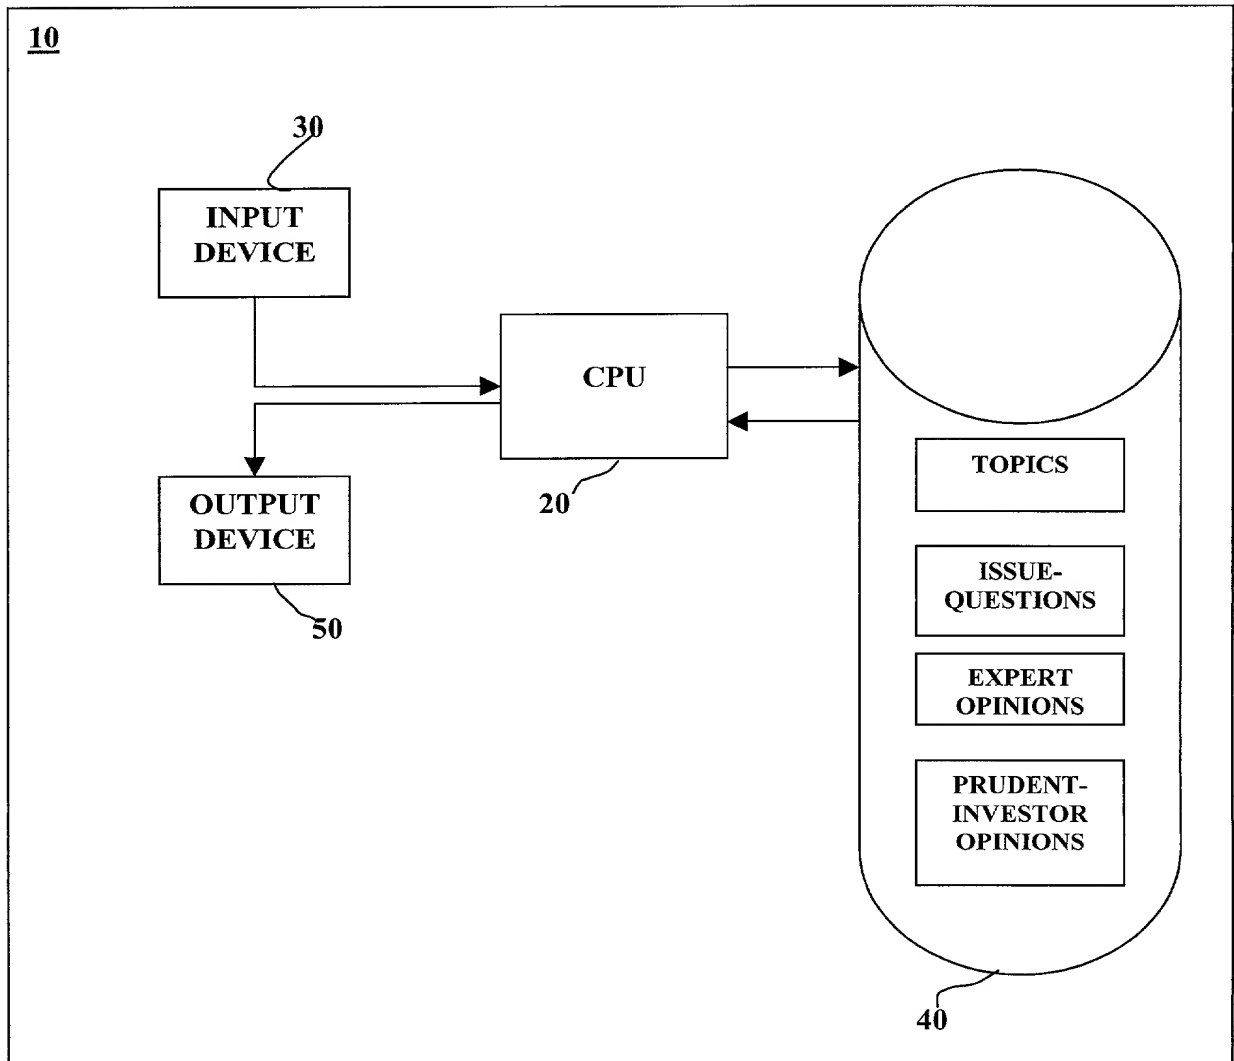 10
30
INPUT
DEVICE
CPU
20
OUTPUT
DEVICE
50
TOPICS
ISSUE-
QUESTIONS
EXPERT
OPINIONS
PRUDENT-
INVESTOR
OPINIONS
40